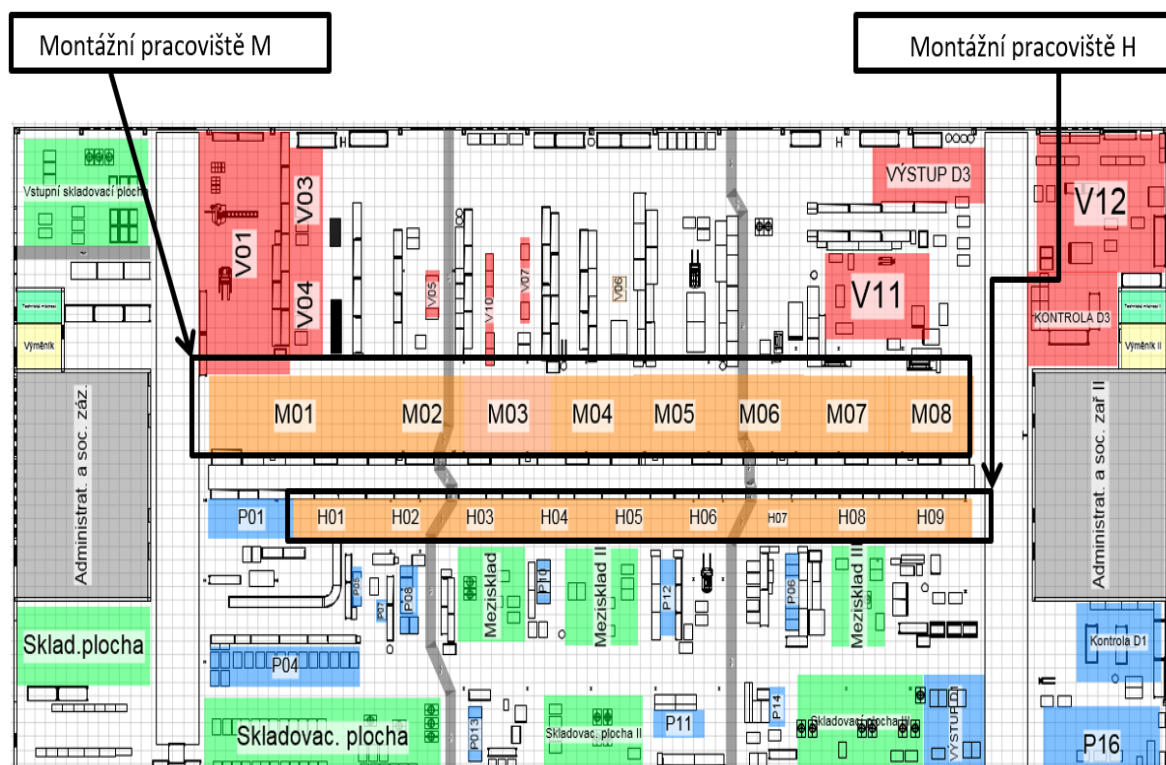 Montážní pracoviště M
Montážní pracoviště H
Vstupní skladovací plocha
V01
V03
V04
V05
V10
V07
V06
VÝSTUP D3
V11
V12
KONTROLA D3
Výměník
Výměník II
Administrat. a soc. záz.
Administrat. a soc. zař II
M01
M02
M03
M04
M05
M06
M07
M08
P01
H01
H02
H03
H04
H05
H06
H07
H08
H09
P05
P07
P08
Mezisklad I
P10
Mezisklad II
P12
P06
Mezisklad III
Sklad.plocha
P04
Kontrola D1
Skladovac. plocha
P013
Skladovac. plocha II
P11
P14
Skladovací plocha III
VÝSTUP D1
P16